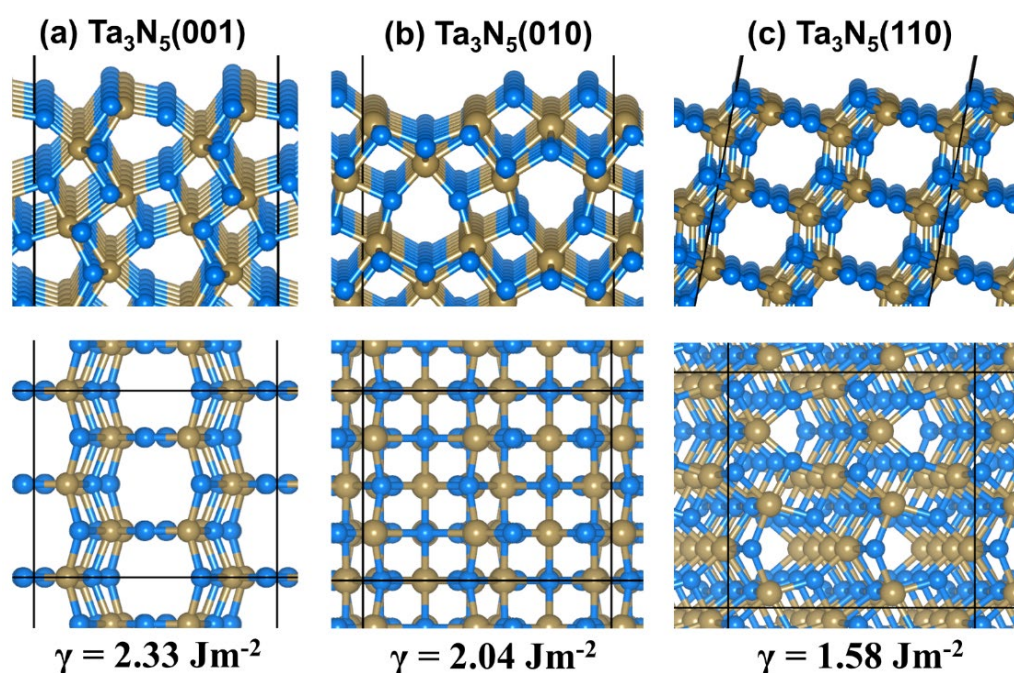 (a) Ta₃N₅(001)
(b) Ta₃N₅(010)
(c) Ta₃N₅(110)
γ = 2.33 Jm⁻²
γ = 2.04 Jm⁻²
γ = 1.58 Jm⁻²